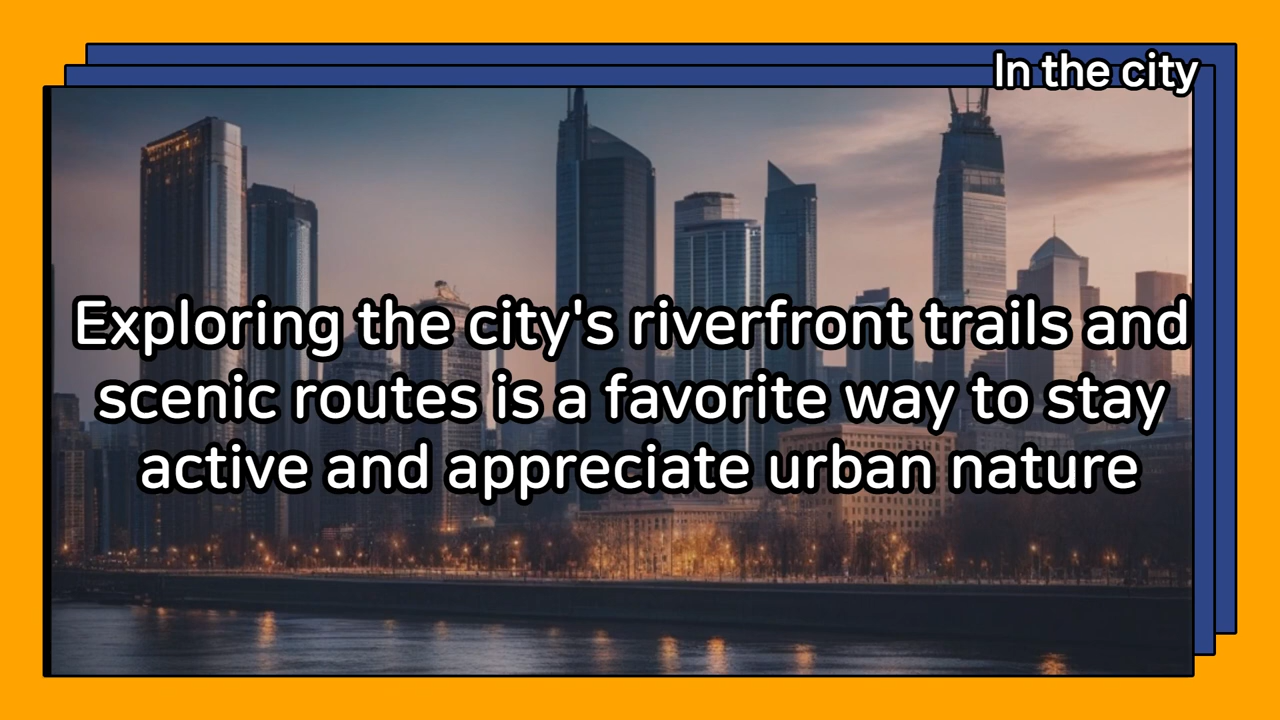 In the city
Exploring the city's riverfront trails and
scenic routes is a favorite way to stay
active and appreciate urban nature